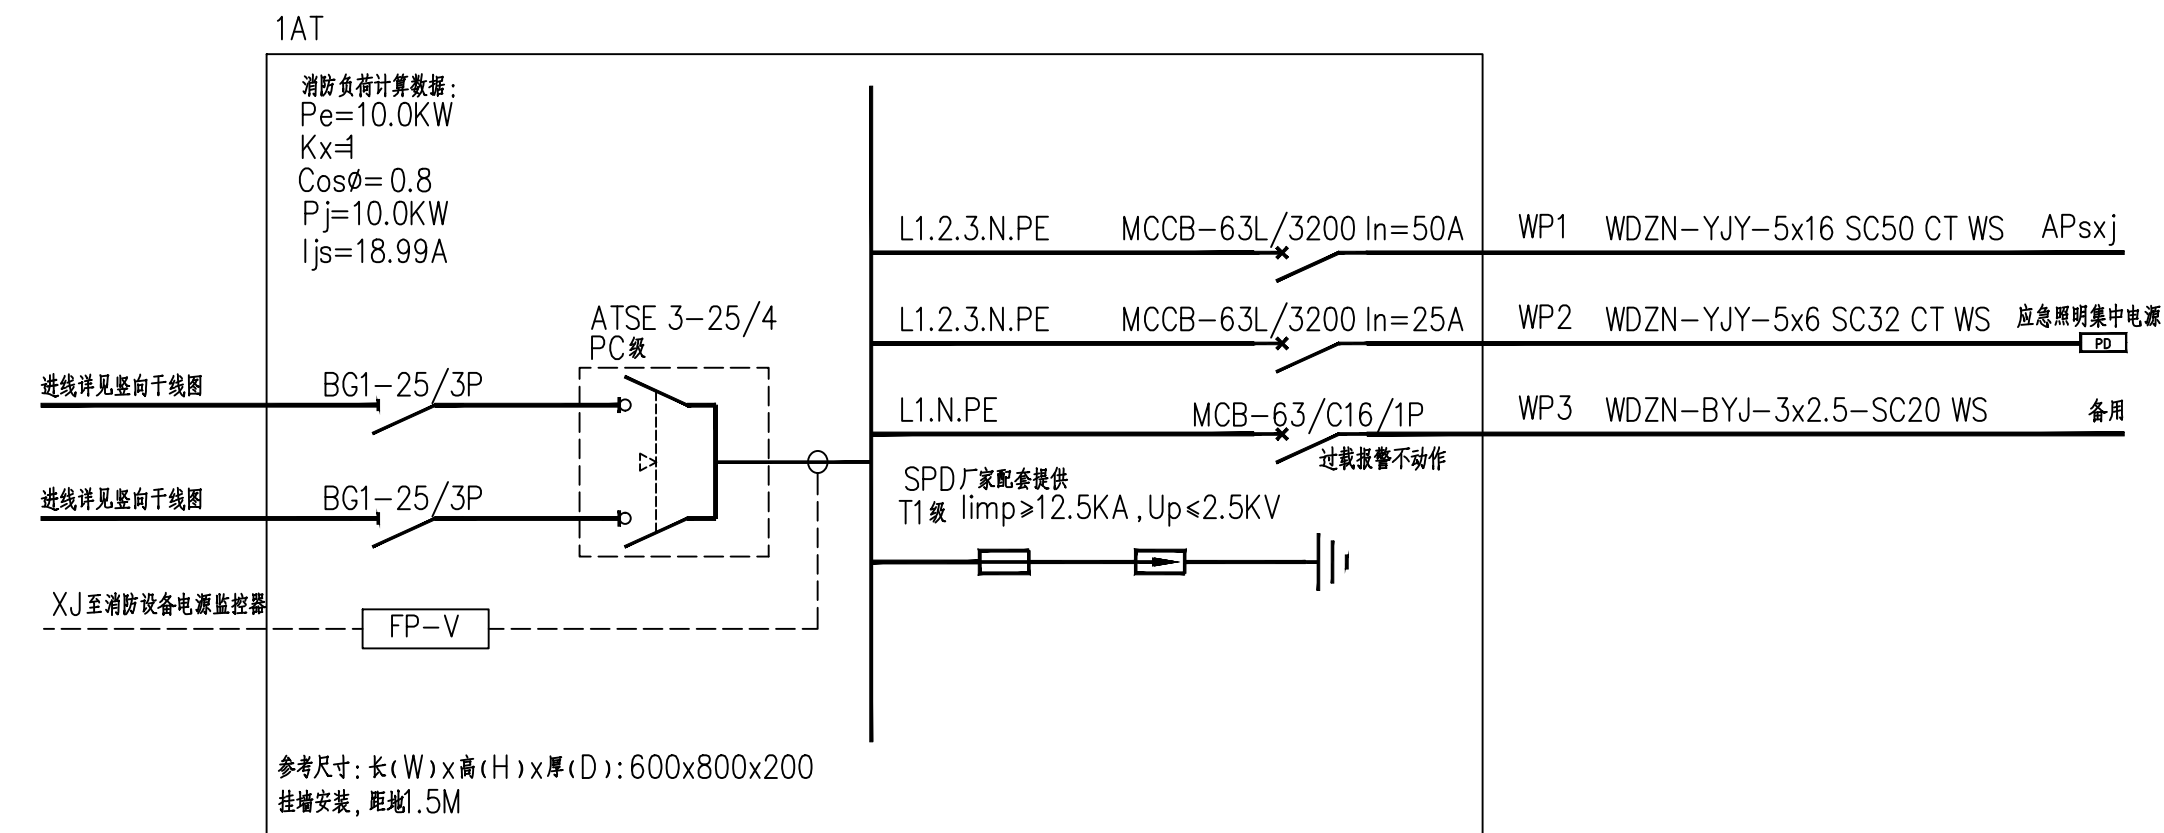 1AT
消防负荷计算数据:
Pe=10.0KW
Kx=1
Cosø=0.8
Pj=10.0KW
Ijs=18.99A
L1.2.3.N.PE MCCB-63L/3200 In=50A WP1 WDZN-YJY-5x16 SC50 CT WS APsxj
ATSE 3-25/4
PC级
L1.2.3.N.PE MCCB-63L/3200 In=25A WP2 WDZN-YJY-5x6 SC32 CT WS 应急照明集中电源
PD
进线详见竖向干线图 BG1-25/3P
L1.N.PE MCB-63/C16/1P WP3 WDZN-BYJ-3x2.5-SC20 WS 备用
过载报警不动作
进线详见竖向干线图 BG1-25/3P
SPD厂家配套提供
T1级 Iimp≥12.5KA,Up≤2.5KV
XJ至消防设备电源监控器
FP-V
参考尺寸:长(W)x高(H)x厚(D):600x800x200
挂墙安装,距地1.5M